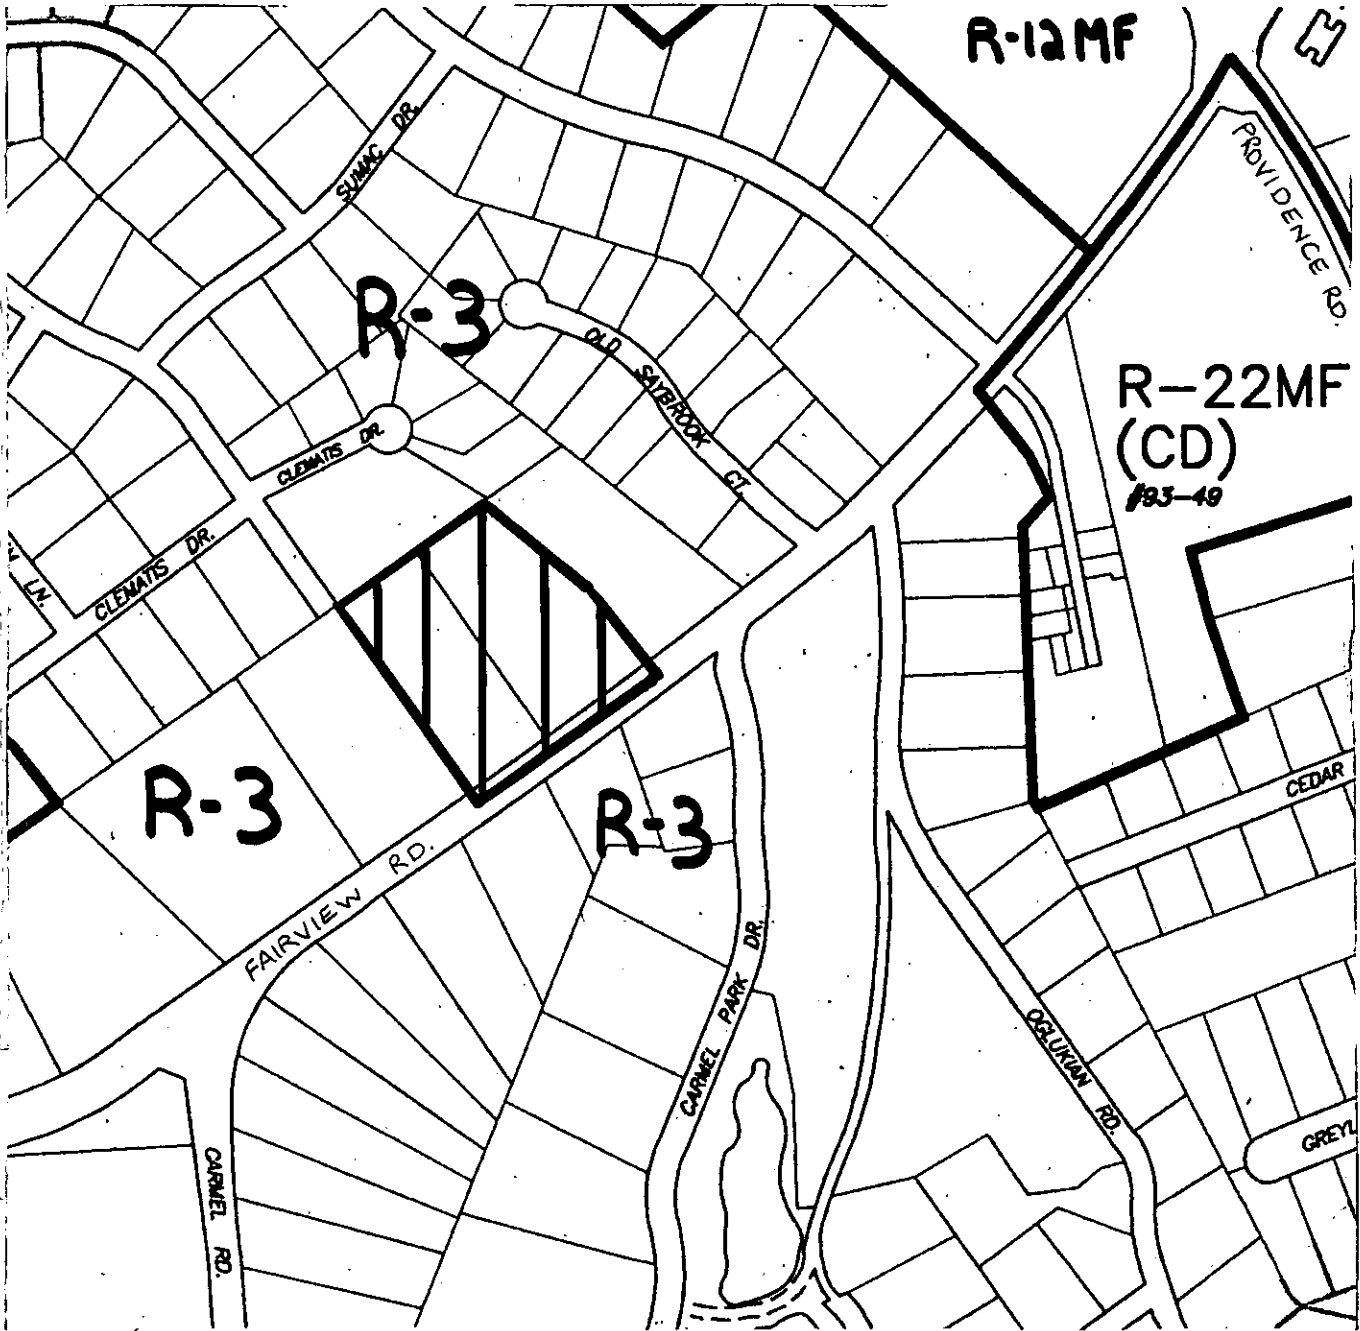 R-12MF
SUMAC DR.
PROVIDENCE RD.
R-3
OLD SAYBROOK CT.
R-22MF
(CD)
#93-49
CLEMATIS DR.
CLEMATIS DR.
LN.
R-3
R-3
CEDAR
FAIRVIEW RD.
CARMEL PARK DR.
OGLUKIAN RD.
GREYL
CARMEL RD.